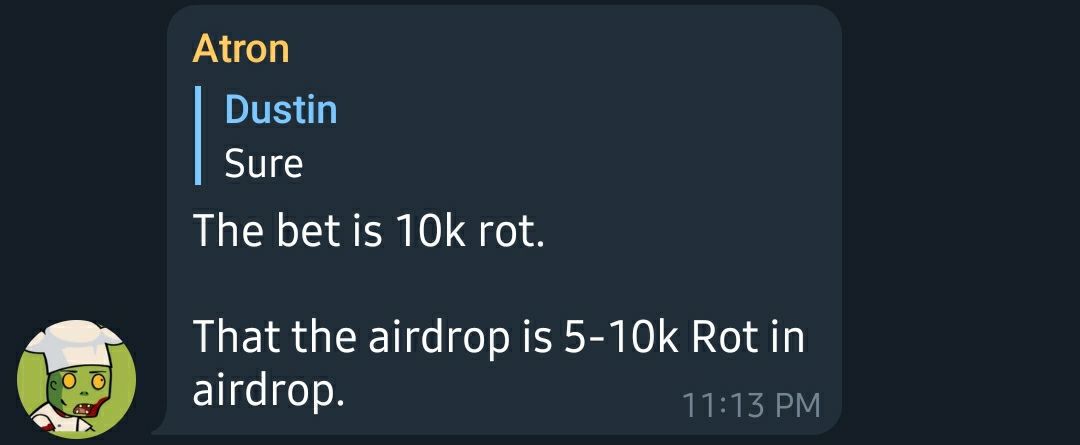 Atron
Dustin
Sure
The bet is 10k rot.
That the airdrop is 5-10k Rot in
airdrop.
11:13 PM